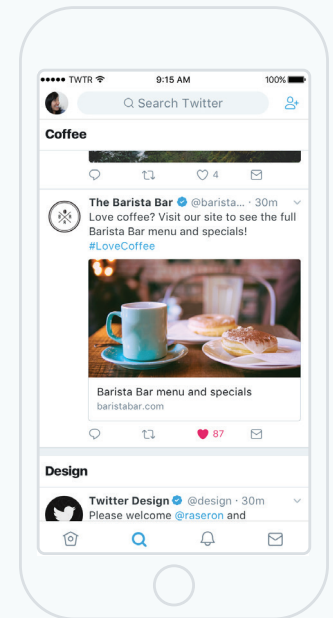 TWTR 9:15 AM 100%
Search Twitter
Coffee
4
The Barista Bar @barista... · 30m
Love coffee? Visit our site to see the full
Barista Bar menu and specials!
#LoveCoffee
Barista Bar menu and specials
baristabar.com
87
Design
Twitter Design @design · 30m
Please welcome @raseron and